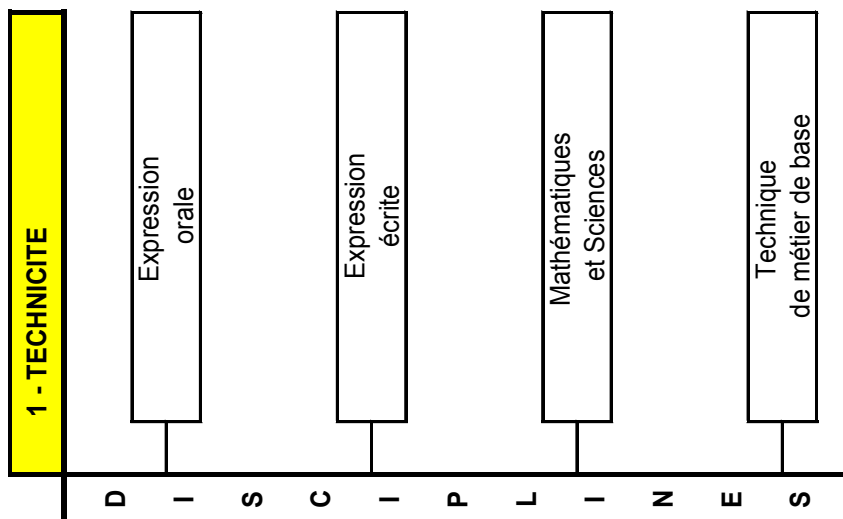 1 - TECHNICITE
Expression
orale
Expression
écrite
Mathématiques
et Sciences
Technique
de métier de base
D I S C I P L I N E S